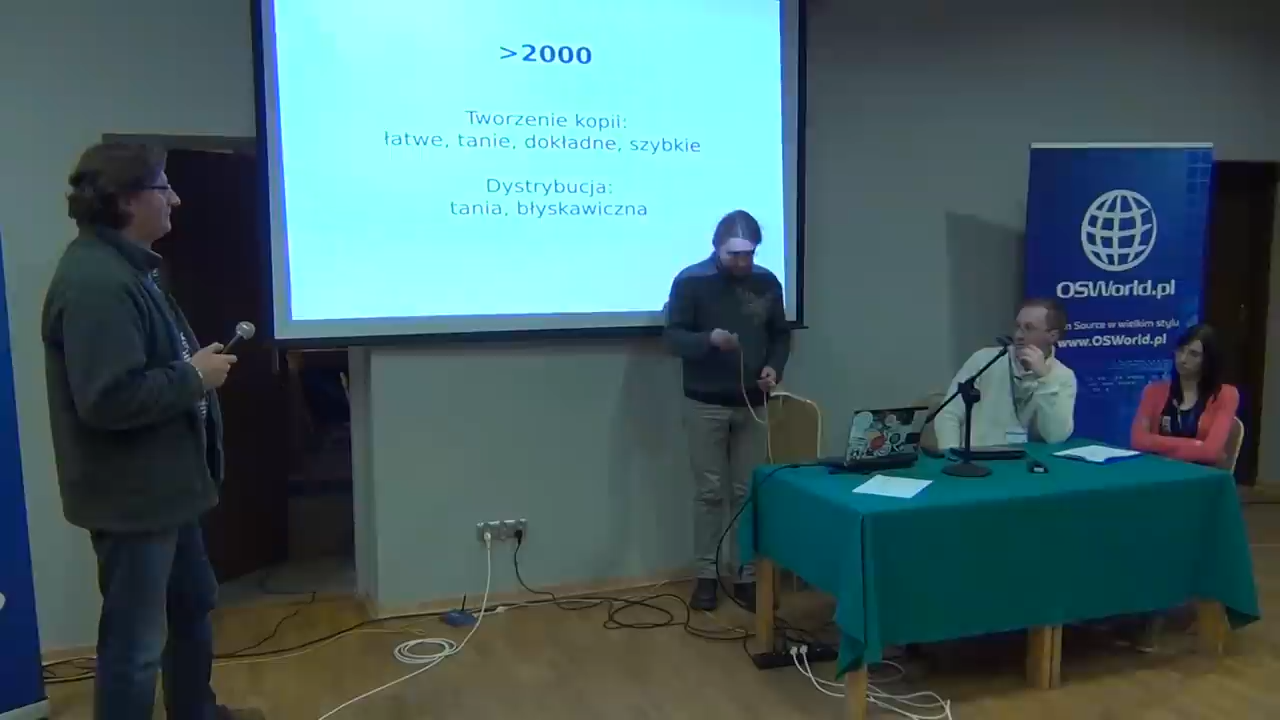 >2000
Tworzenie kopii:
łatwe, tanie, dokładne, szybkie
Dystrybucja:
tania, błyskawiczna
OSWorld.pl
n Source w wielkim stylu
www.OSWorld.pl